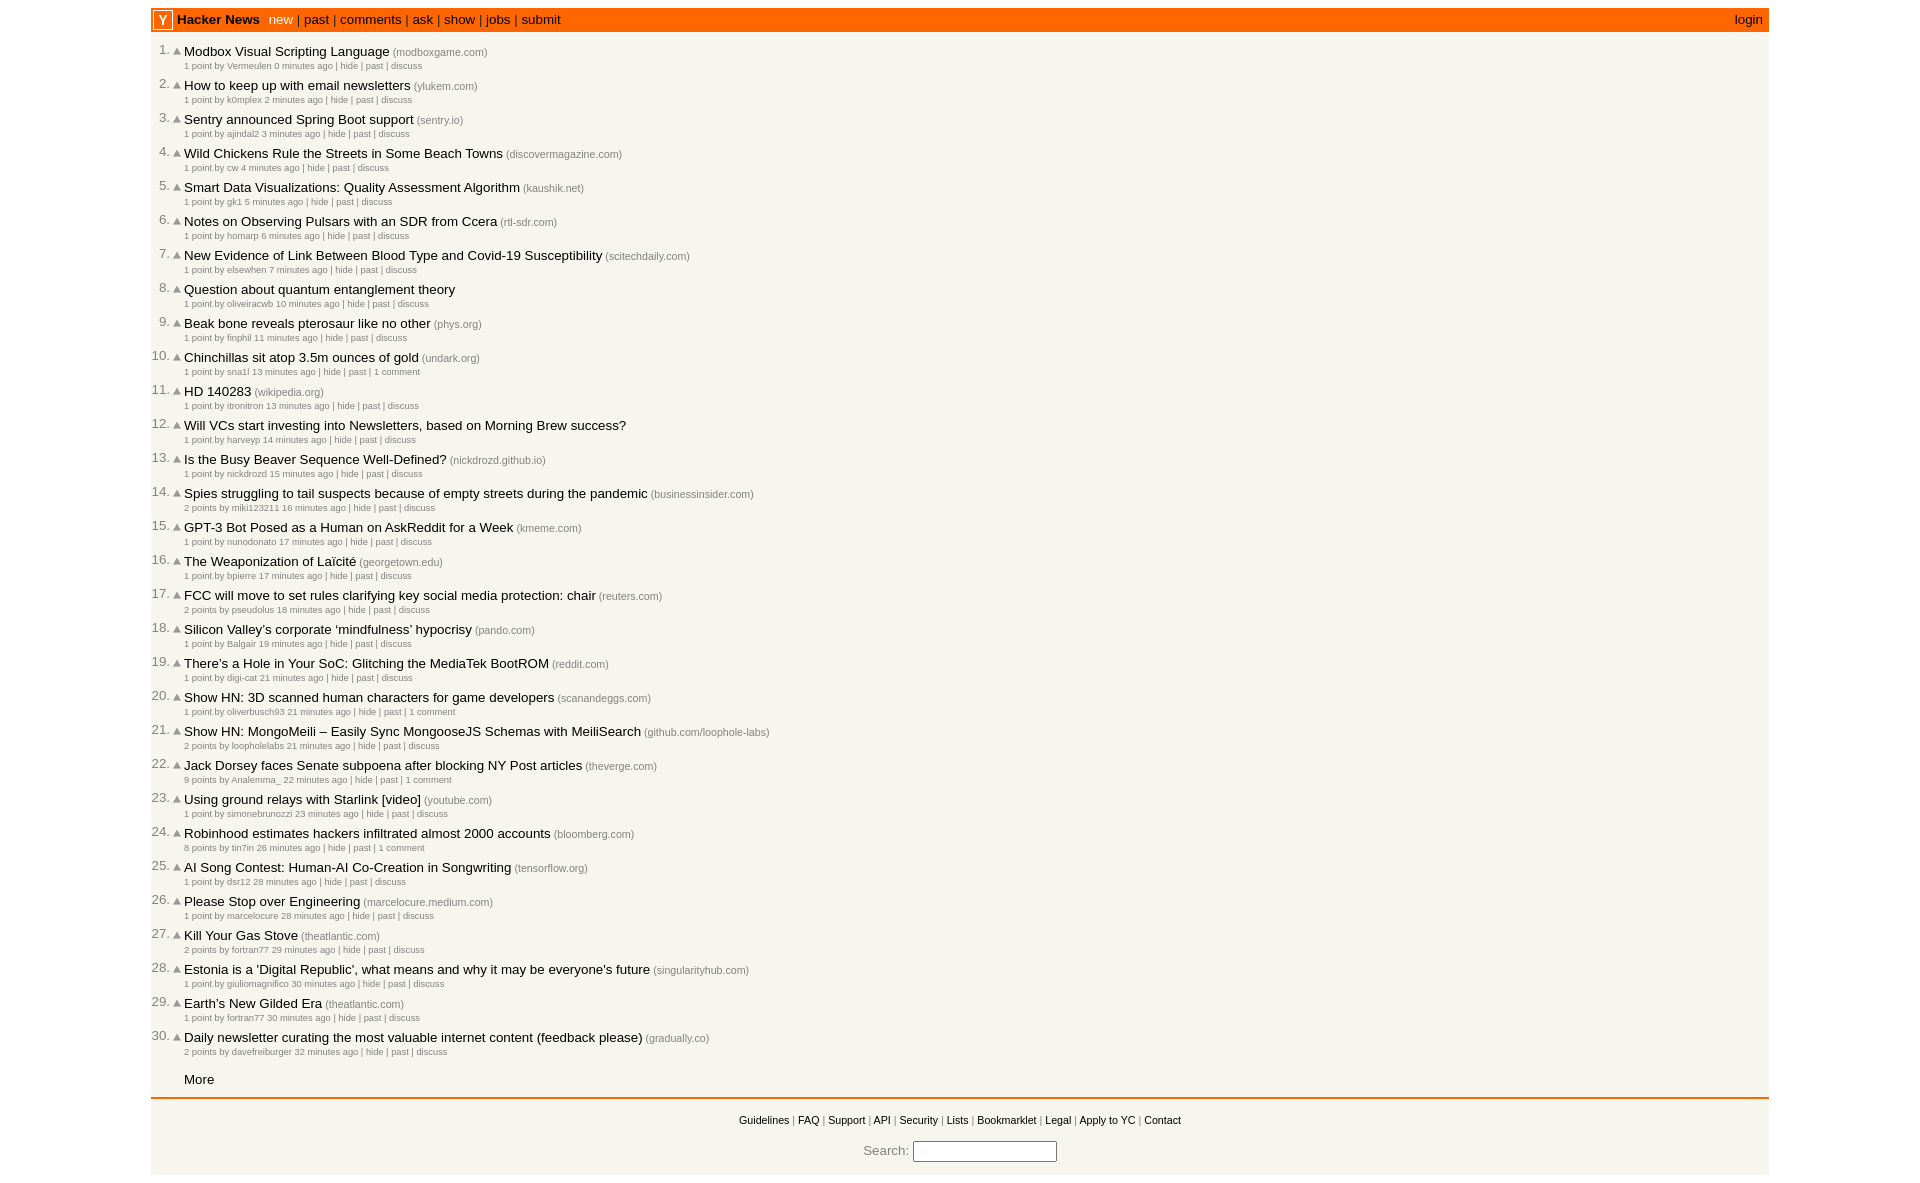 Y Hacker News new | past | comments | ask | show | jobs | submit login
1. Modbox Visual Scripting Language (modboxgame.com)
1 point by Vermeulen 0 minutes ago | hide | past | discuss
2. How to keep up with email newsletters (ylukem.com)
1 point by k0mplex 2 minutes ago | hide | past | discuss
3. Sentry announced Spring Boot support (sentry.io)
1 point by ajindal2 3 minutes ago | hide | past | discuss
4. Wild Chickens Rule the Streets in Some Beach Towns (discovermagazine.com)
1 point by cw 4 minutes ago | hide | past | discuss
5. Smart Data Visualizations: Quality Assessment Algorithm (kaushik.net)
1 point by gk1 5 minutes ago | hide | past | discuss
6. Notes on Observing Pulsars with an SDR from Ccera (rtl-sdr.com)
1 point by homarp 6 minutes ago | hide | past | discuss
7. New Evidence of Link Between Blood Type and Covid-19 Susceptibility (scitechdaily.com)
1 point by elsewhen 7 minutes ago | hide | past | discuss
8. Question about quantum entanglement theory
1 point by oliveiracwb 10 minutes ago | hide | past | discuss
9. Beak bone reveals pterosaur like no other (phys.org)
1 point by finphil 11 minutes ago | hide | past | discuss
10. Chinchillas sit atop 3.5m ounces of gold (undark.org)
1 point by sna1l 13 minutes ago | hide | past | 1 comment
11. HD 140283 (wikipedia.org)
1 point by itronitron 13 minutes ago | hide | past | discuss
12. Will VCs start investing into Newsletters, based on Morning Brew success?
1 point by harveyp 14 minutes ago | hide | past | discuss
13. Is the Busy Beaver Sequence Well-Defined? (nickdrozd.github.io)
1 point by nickdrozd 15 minutes ago | hide | past | discuss
14. Spies struggling to tail suspects because of empty streets during the pandemic (businessinsider.com)
2 points by miki123211 16 minutes ago | hide | past | discuss
15. GPT-3 Bot Posed as a Human on AskReddit for a Week (kmeme.com)
1 point by nunodonato 17 minutes ago | hide | past | discuss
16. The Weaponization of Laïcité (georgetown.edu)
1 point by bpierre 17 minutes ago | hide | past | discuss
17. FCC will move to set rules clarifying key social media protection: chair (reuters.com)
2 points by pseudolus 18 minutes ago | hide | past | discuss
18. Silicon Valley’s corporate ‘mindfulness’ hypocrisy (pando.com)
1 point by Balgair 19 minutes ago | hide | past | discuss
19. There’s a Hole in Your SoC: Glitching the MediaTek BootROM (reddit.com)
1 point by digi-cat 21 minutes ago | hide | past | discuss
20. Show HN: 3D scanned human characters for game developers (scanandeggs.com)
1 point by oliverbusch93 21 minutes ago | hide | past | 1 comment
21. Show HN: MongoMeili – Easily Sync MongooseJS Schemas with MeiliSearch (github.com/loophole-labs)
2 points by loopholelabs 21 minutes ago | hide | past | discuss
22. Jack Dorsey faces Senate subpoena after blocking NY Post articles (theverge.com)
9 points by Analemma_ 22 minutes ago | hide | past | 1 comment
23. Using ground relays with Starlink [video] (youtube.com)
1 point by simonebrunozzi 23 minutes ago | hide | past | discuss
24. Robinhood estimates hackers infiltrated almost 2000 accounts (bloomberg.com)
8 points by tin7in 26 minutes ago | hide | past | 1 comment
25. AI Song Contest: Human-AI Co-Creation in Songwriting (tensorflow.org)
1 point by dsr12 28 minutes ago | hide | past | discuss
26. Please Stop over Engineering (marcelocure.medium.com)
1 point by marcelocure 28 minutes ago | hide | past | discuss
27. Kill Your Gas Stove (theatlantic.com)
2 points by fortran77 29 minutes ago | hide | past | discuss
28. Estonia is a 'Digital Republic', what means and why it may be everyone's future (singularityhub.com)
1 point by giuliomagnifico 30 minutes ago | hide | past | discuss
29. Earth’s New Gilded Era (theatlantic.com)
1 point by fortran77 30 minutes ago | hide | past | discuss
30. Daily newsletter curating the most valuable internet content (feedback please) (gradually.co)
2 points by davefreiburger 32 minutes ago | hide | past | discuss
More
Guidelines | FAQ | Support | API | Security | Lists | Bookmarklet | Legal | Apply to YC | Contact
Search: